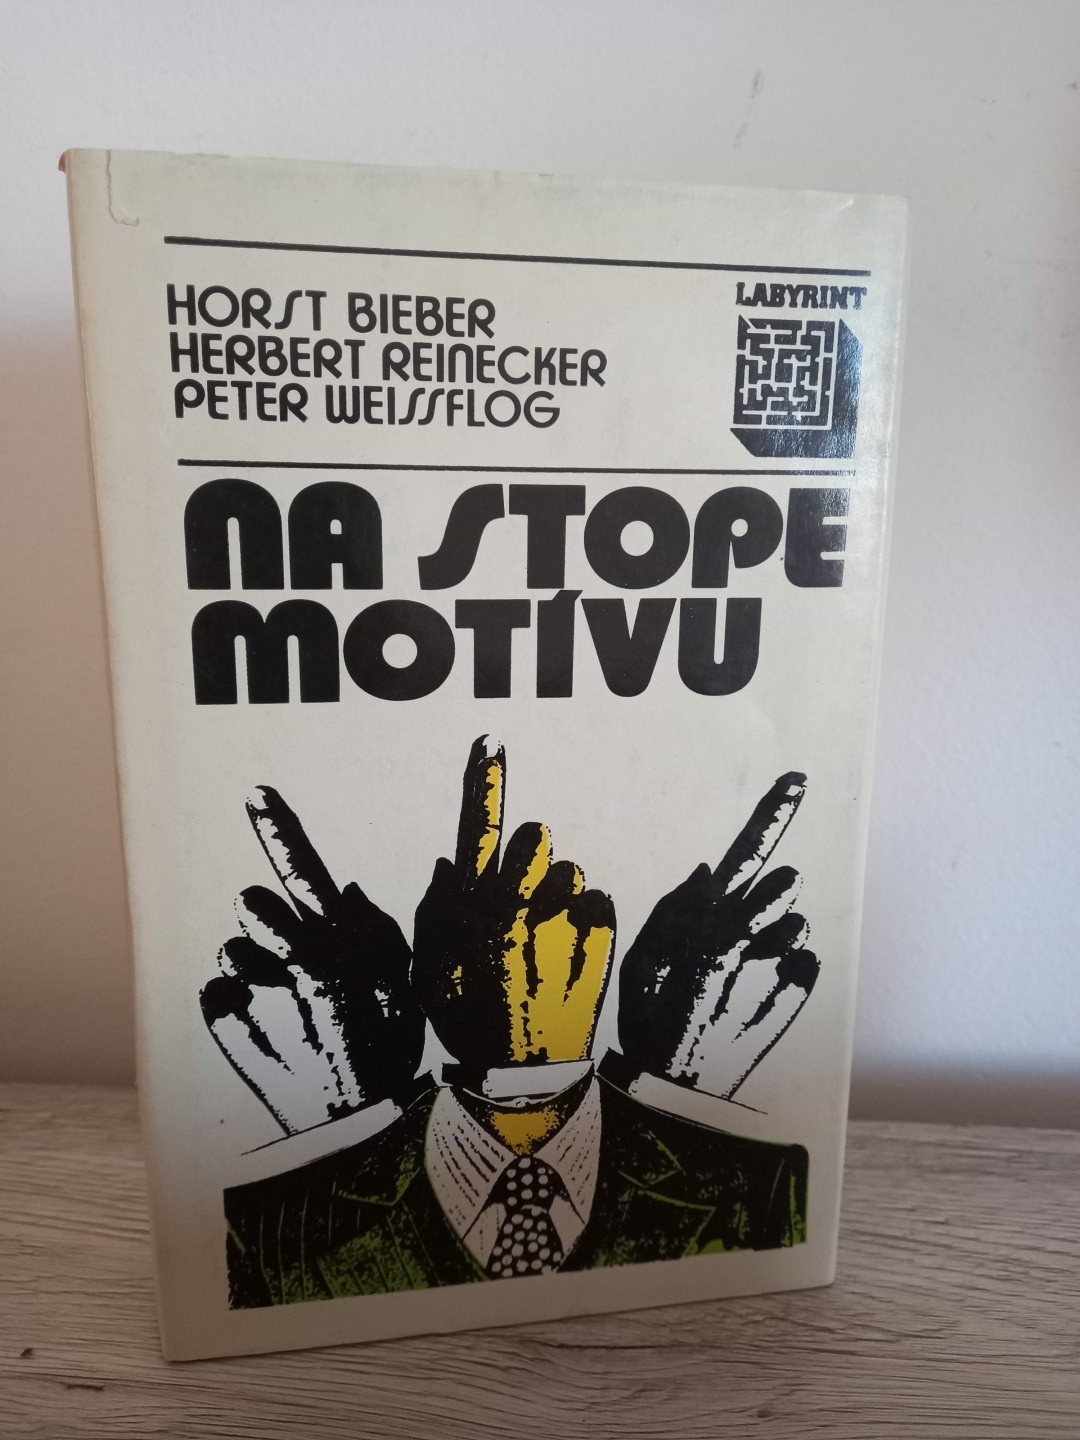 HORST BIEBER
HERBERT REINECKER
PETER WEISSFLOG
LABYRINT
NA STOPE
MOTÍVU